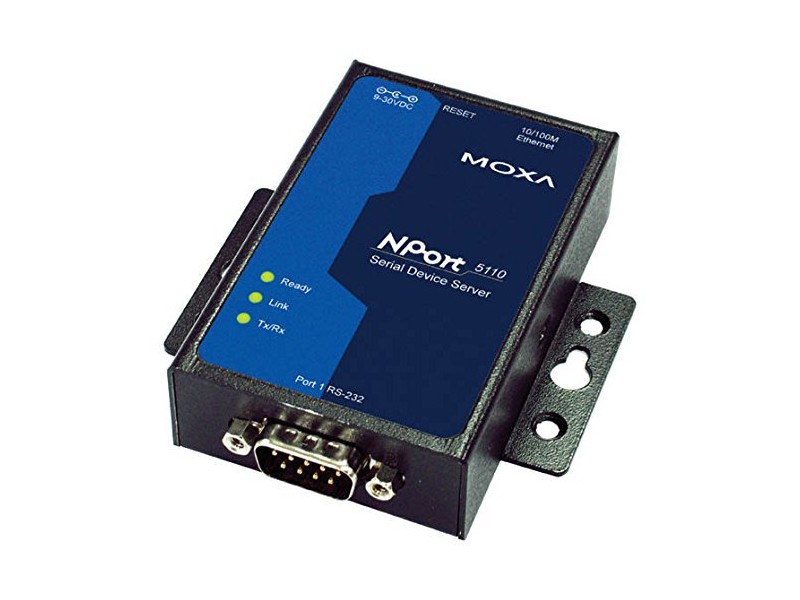 9-30VDC
RESET
10/100M
Ethernet
MOXA
NPort 5110
Serial Device Server
Ready
Link
Tx/Rx
Port 1 RS-232